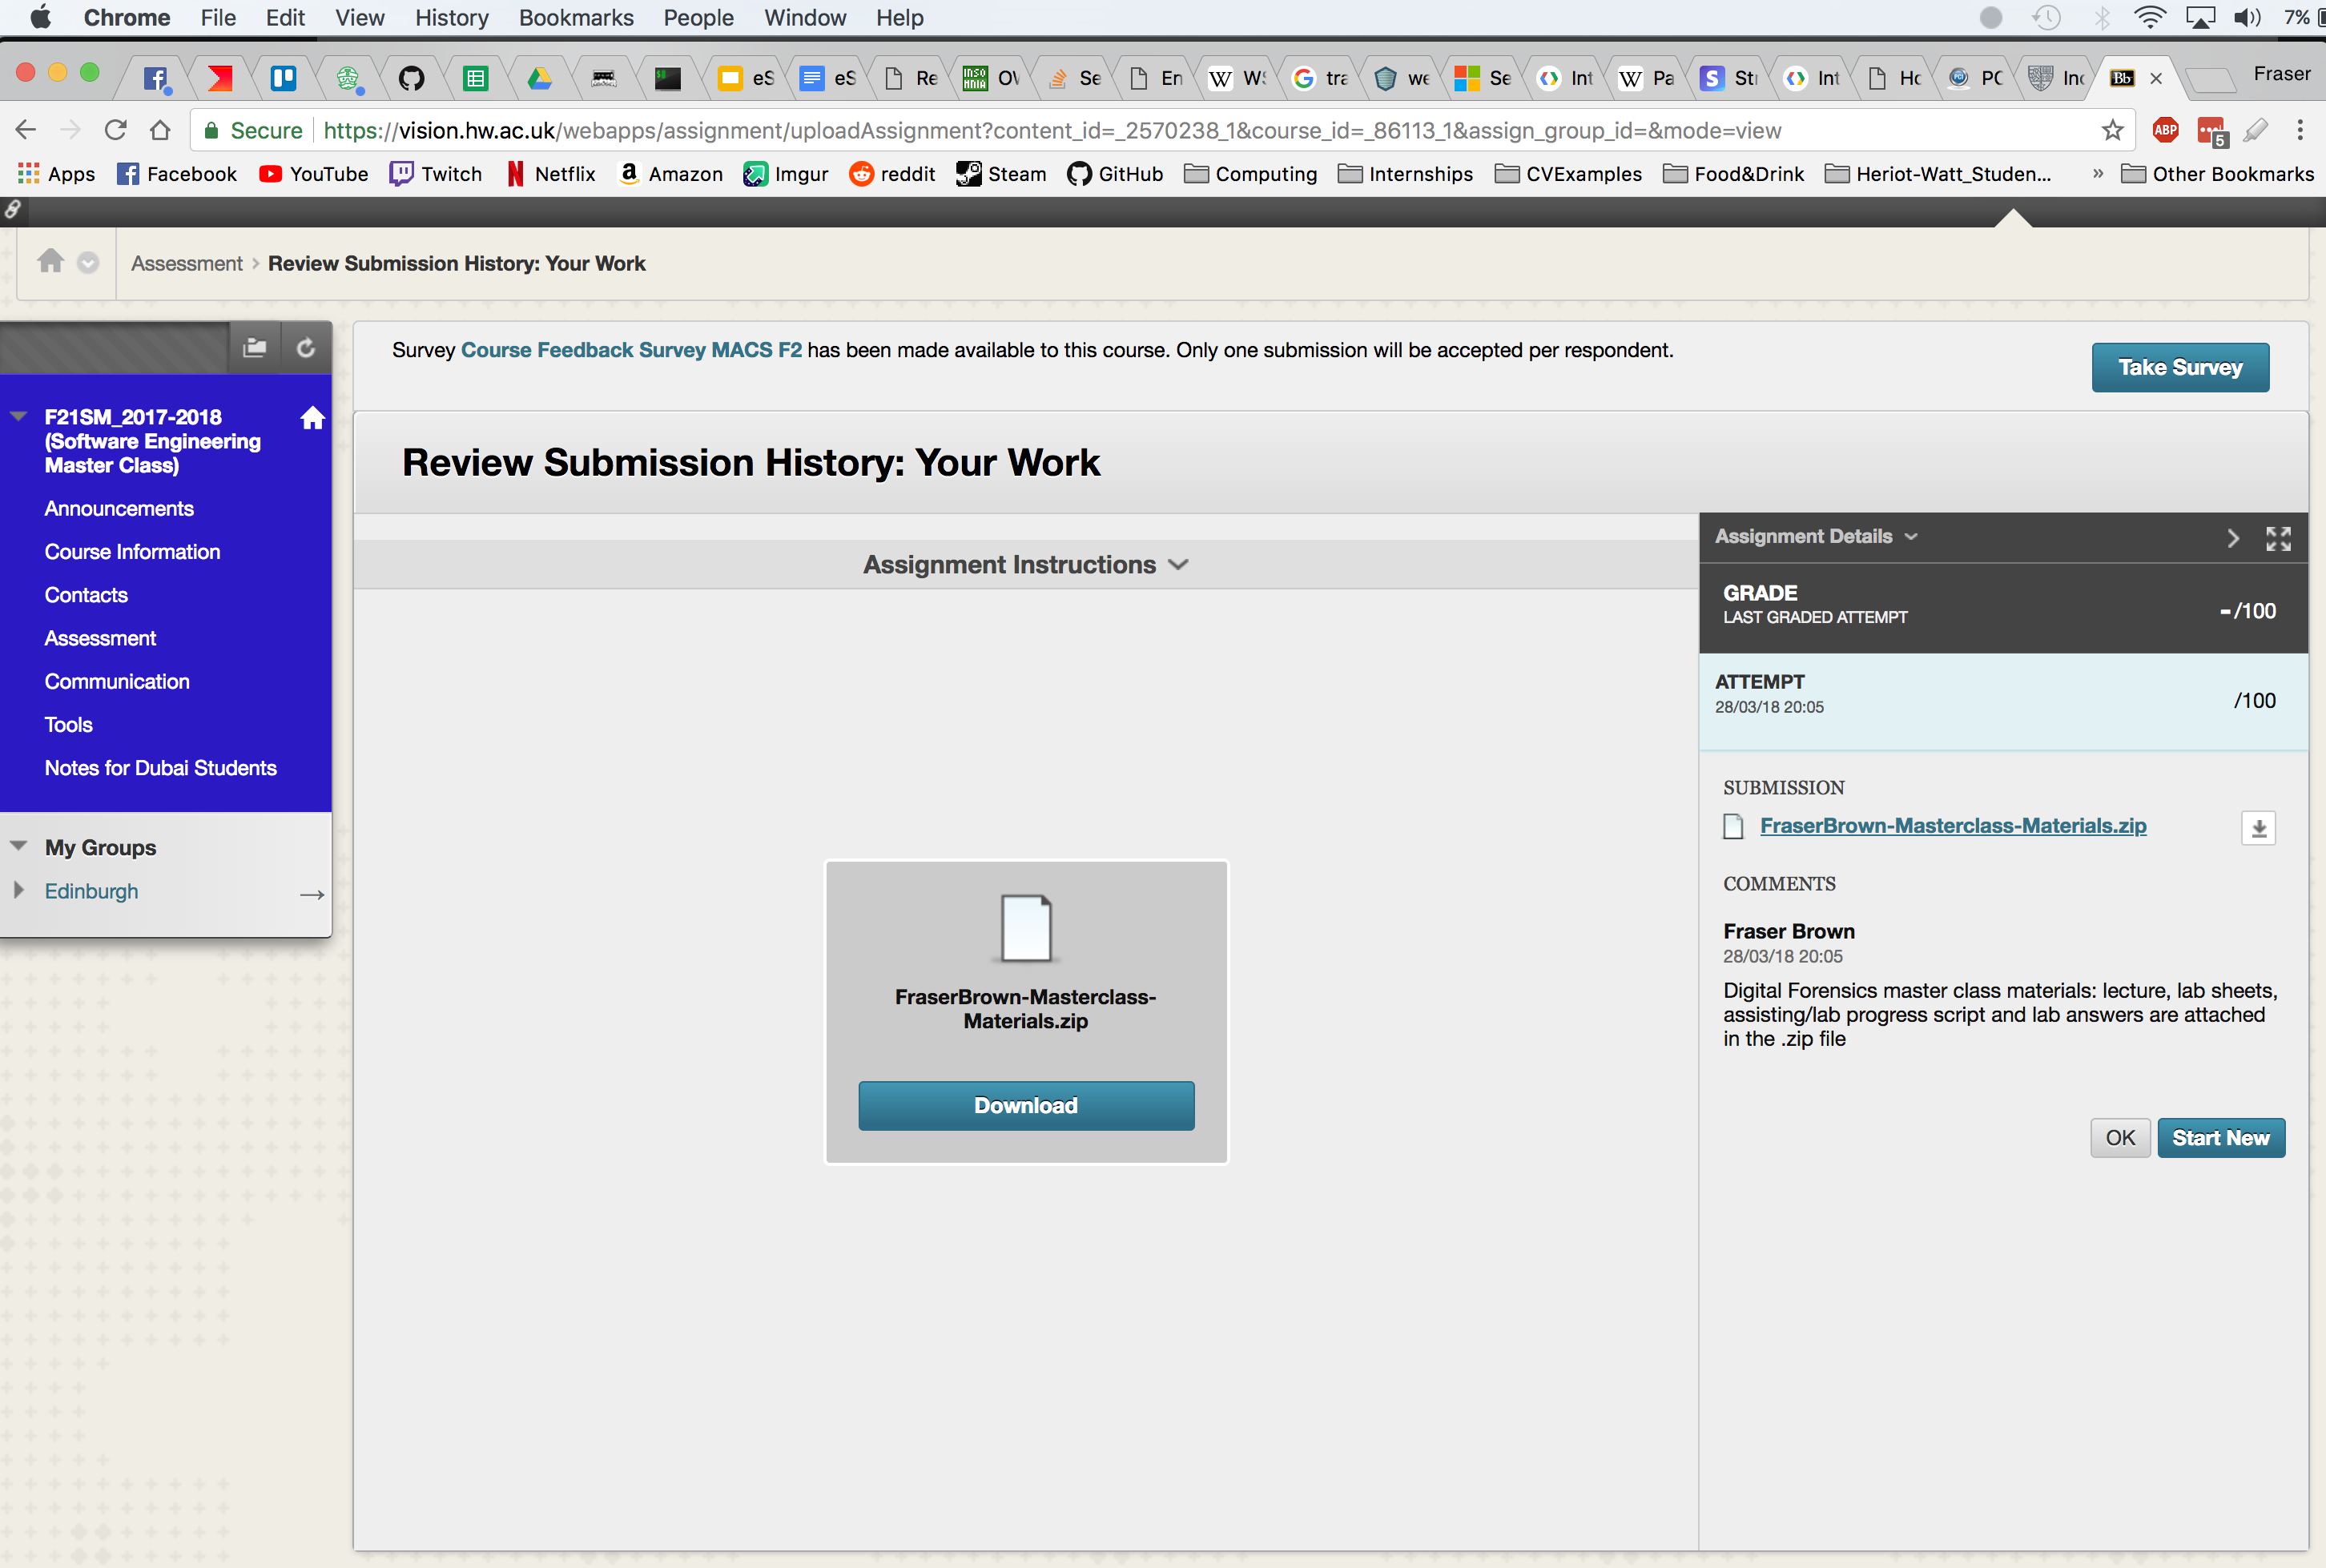 Chrome File Edit View History Bookmarks People Window Help 7%
eS eS Re Se En W tra we Se Int Pa Sti Int Ho PC Inc Bb Fraser
Secure https://vision.hw.ac.uk/webapps/assignment/uploadAssignment?content_id=_2570238_1&course_id=_86113_1&assign_group_id=&mode=view ABP 5
Apps Facebook YouTube Twitch Netflix Amazon Imgur reddit Steam GitHub Computing Internships CVExamples Food&Drink Heriot-Watt_Studen... » Other Bookmarks
Assessment > Review Submission History: Your Work
Survey Course Feedback Survey MACS F2 has been made available to this course. Only one submission will be accepted per respondent.
Take Survey
F21SM_2017-2018
(Software Engineering
Master Class)
Announcements
Course Information
Contacts
Assessment
Communication
Tools
Notes for Dubai Students
My Groups
Edinburgh
Review Submission History: Your Work
Assignment Instructions
FraserBrown-Masterclass-
Materials.zip
Download
Assignment Details
GRADE
LAST GRADED ATTEMPT
-/100
ATTEMPT
28/03/18 20:05
/100
SUBMISSION
FraserBrown-Masterclass-Materials.zip
COMMENTS
Fraser Brown
28/03/18 20:05
Digital Forensics master class materials: lecture, lab sheets,
assisting/lab progress script and lab answers are attached
in the .zip file
OK Start New